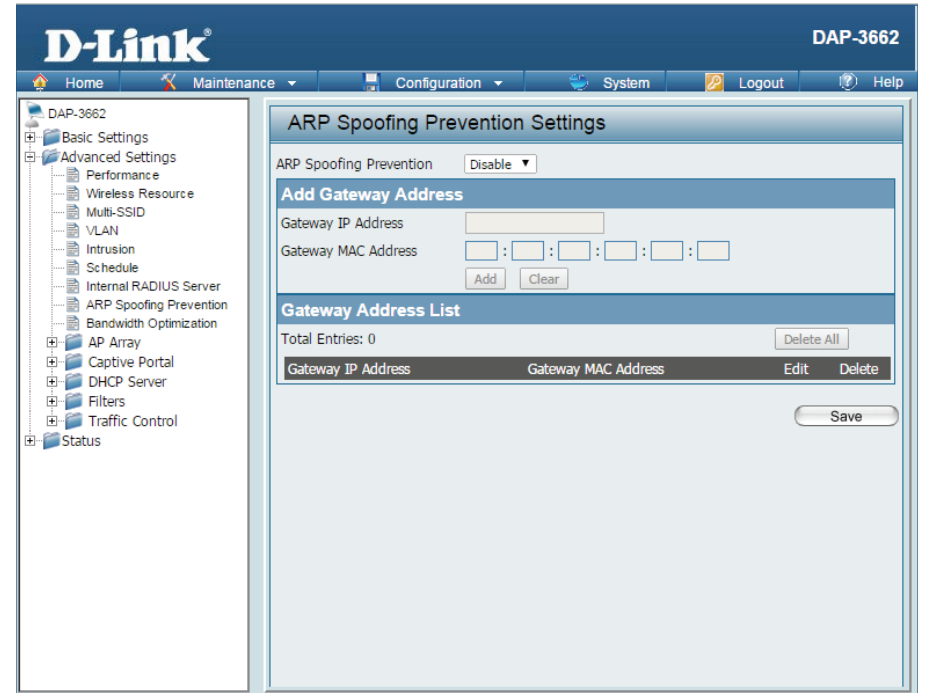 D-Link®
DAP-3662
Home Maintenance Configuration System Logout Help
DAP-3662
Basic Settings
Advanced Settings
Performance
Wireless Resource
Multi-SSID
VLAN
Intrusion
Schedule
Internal RADIUS Server
ARP Spoofing Prevention
Bandwidth Optimization
AP Array
Captive Portal
DHCP Server
Filters
Traffic Control
Status
ARP Spoofing Prevention Settings
ARP Spoofing Prevention Disable
Add Gateway Address
Gateway IP Address
Gateway MAC Address : : : : :
Add Clear
Gateway Address List
Total Entries: 0 Delete All
Gateway IP Address Gateway MAC Address Edit Delete
Save